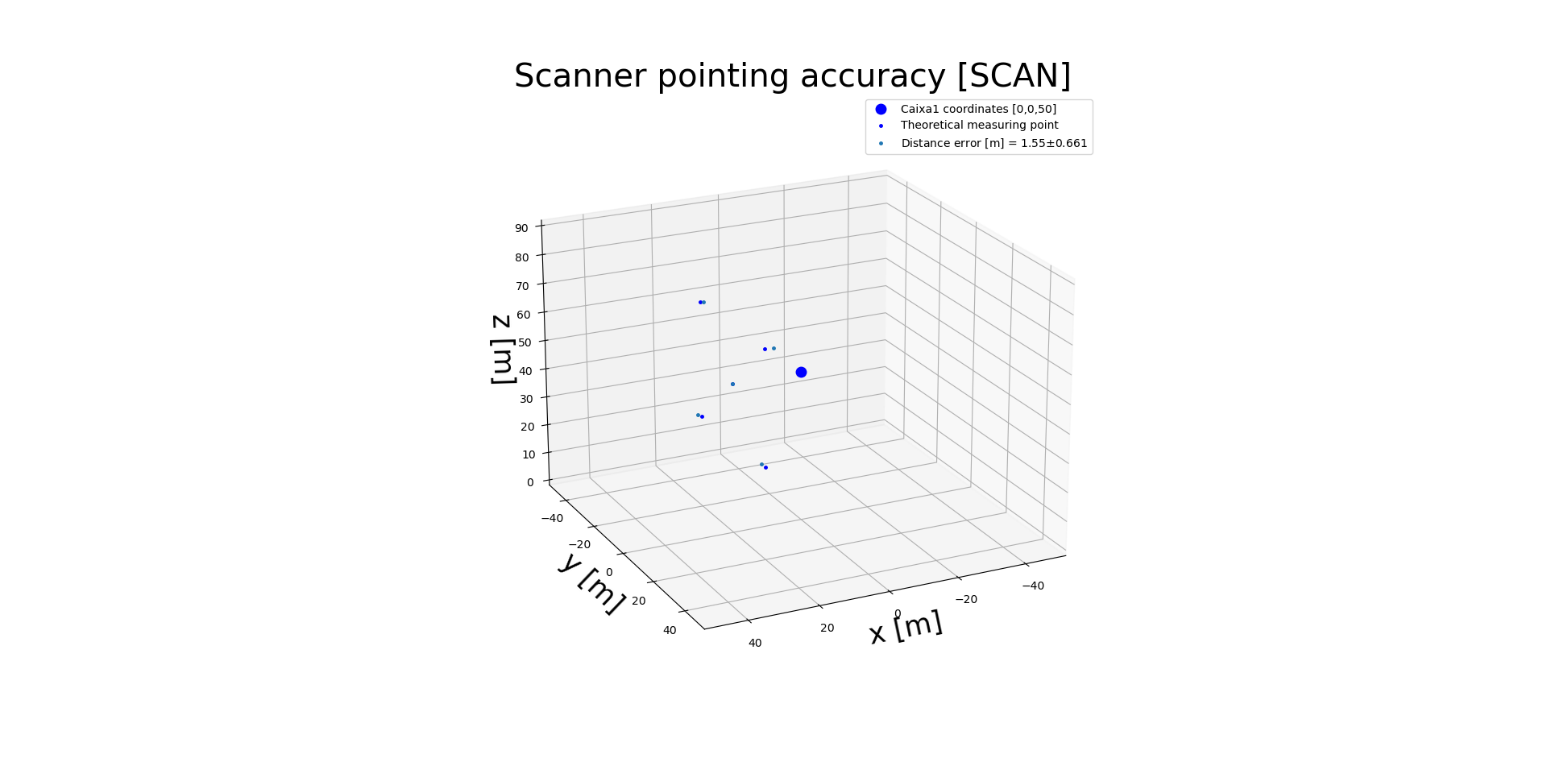 Scanner pointing accuracy [SCAN]
Caixa1 coordinates [0,0,50]
Theoretical measuring point
Distance error [m] = 1.55±0.661
90
80
70
60
50
40
30
20
10
0
z [m]
−40
−20
0
20
40
y [m]
40
20
0
−20
−40
x [m]